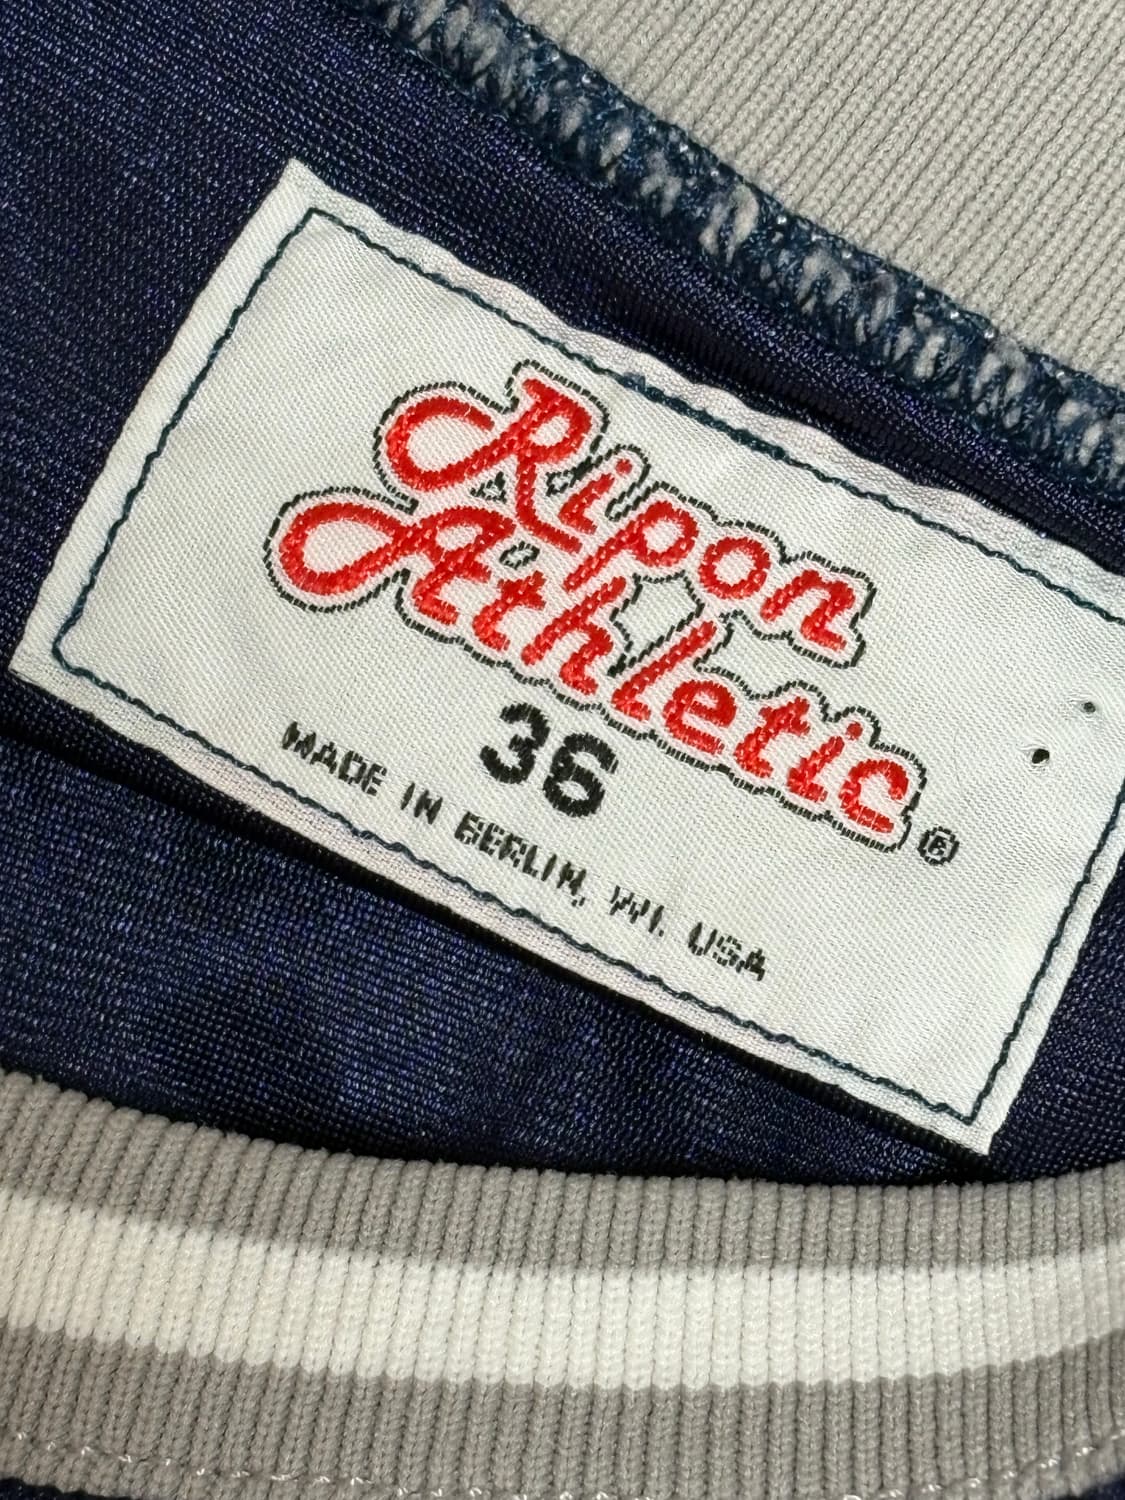 Ripon
Athletic®
36
MADE IN BERLIN, WI. USA